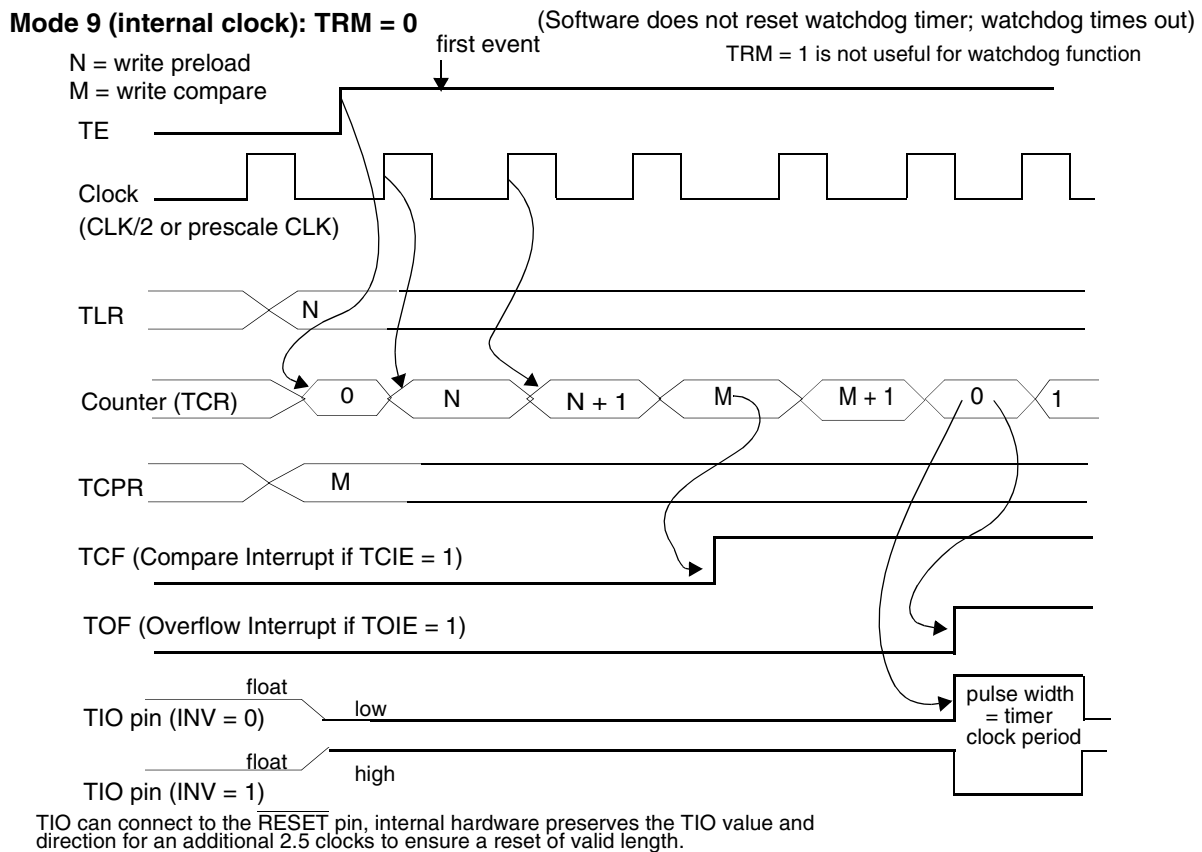 Mode 9 (internal clock): TRM = 0
(Software does not reset watchdog timer; watchdog times out)
first event
TRM = 1 is not useful for watchdog function
N = write preload
M = write compare
TE
Clock
(CLK/2 or prescale CLK)
TLR
N
Counter (TCR)
0
N
N + 1
M
M + 1
0
1
TCPR
M
TCF (Compare Interrupt if TCIE = 1)
TOF (Overflow Interrupt if TOIE = 1)
float
TIO pin (INV = 0)
low
pulse width
= timer
clock period
float
high
TIO pin (INV = 1)
TIO can connect to the RESET pin, internal hardware preserves the TIO value and
direction for an additional 2.5 clocks to ensure a reset of valid length.